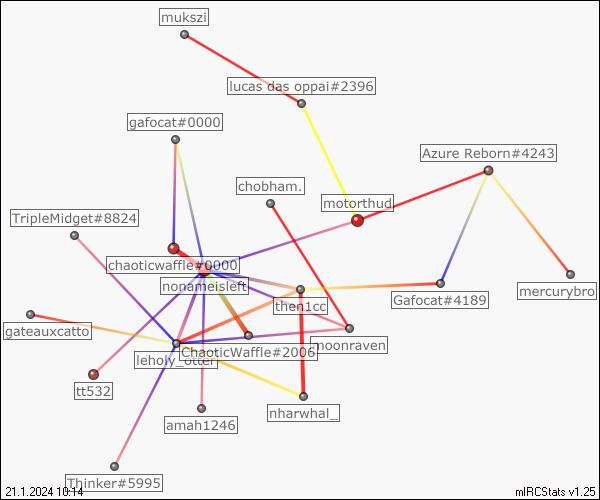 mukszi
lucas das oppai#2396
gafocat#0000
Azure Reborn#4243
chobham.
motorthud
TripleMidget#8824
chaoticwaffle#0000
nonameisleft
mercurybro
Gafocat#4189
then1cc
gateauxcatto
moonraven
ChaoticWaffle#2006
leholy_otter
tt532
nharwhal_
amah1246
Thinker#5995
21.1.2024 10:14
mIRCStats v1.25